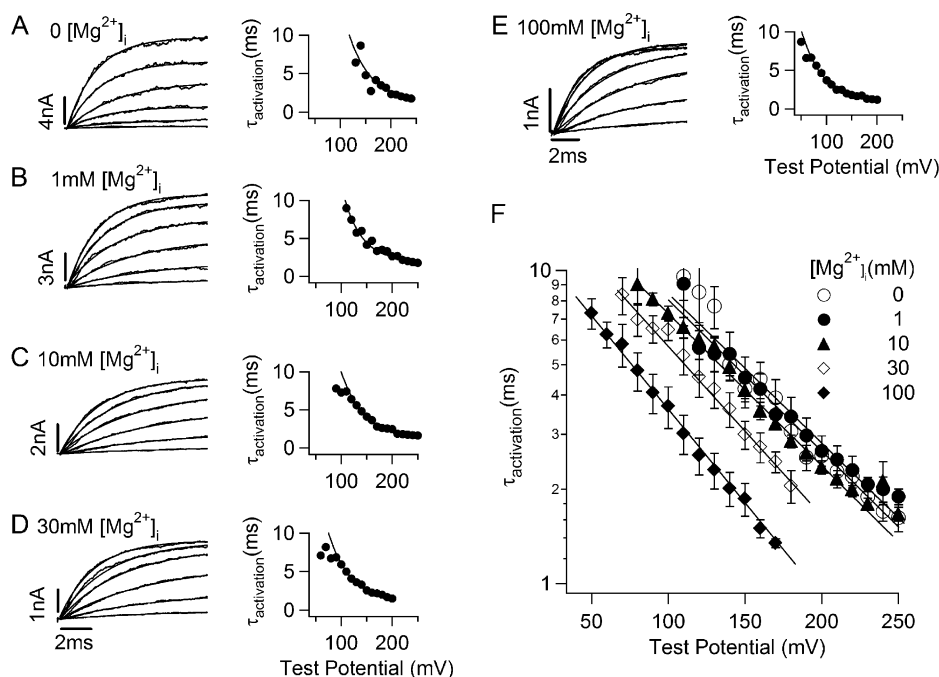 A
0 [Mg²⁺]ᵢ
4nA
τactivation(ms)
10
5
0
100
200
B
1mM [Mg²⁺]ᵢ
3nA
τactivation(ms)
10
5
0
100
200
C
10mM [Mg²⁺]ᵢ
2nA
τactivation(ms)
10
5
0
100
200
D
30mM [Mg²⁺]ᵢ
1nA
2ms
τactivation(ms)
10
5
0
100
200
Test Potential (mV)
E
100mM [Mg²⁺]ᵢ
1nA
2ms
τactivation(ms)
10
5
0
100
200
Test Potential (mV)
F
[Mg²⁺]ᵢ(mM)
0
1
10
30
100
τactivation (ms)
10
9
8
7
6
5
4
3
2
1
50
100
150
200
250
Test Potential (mV)